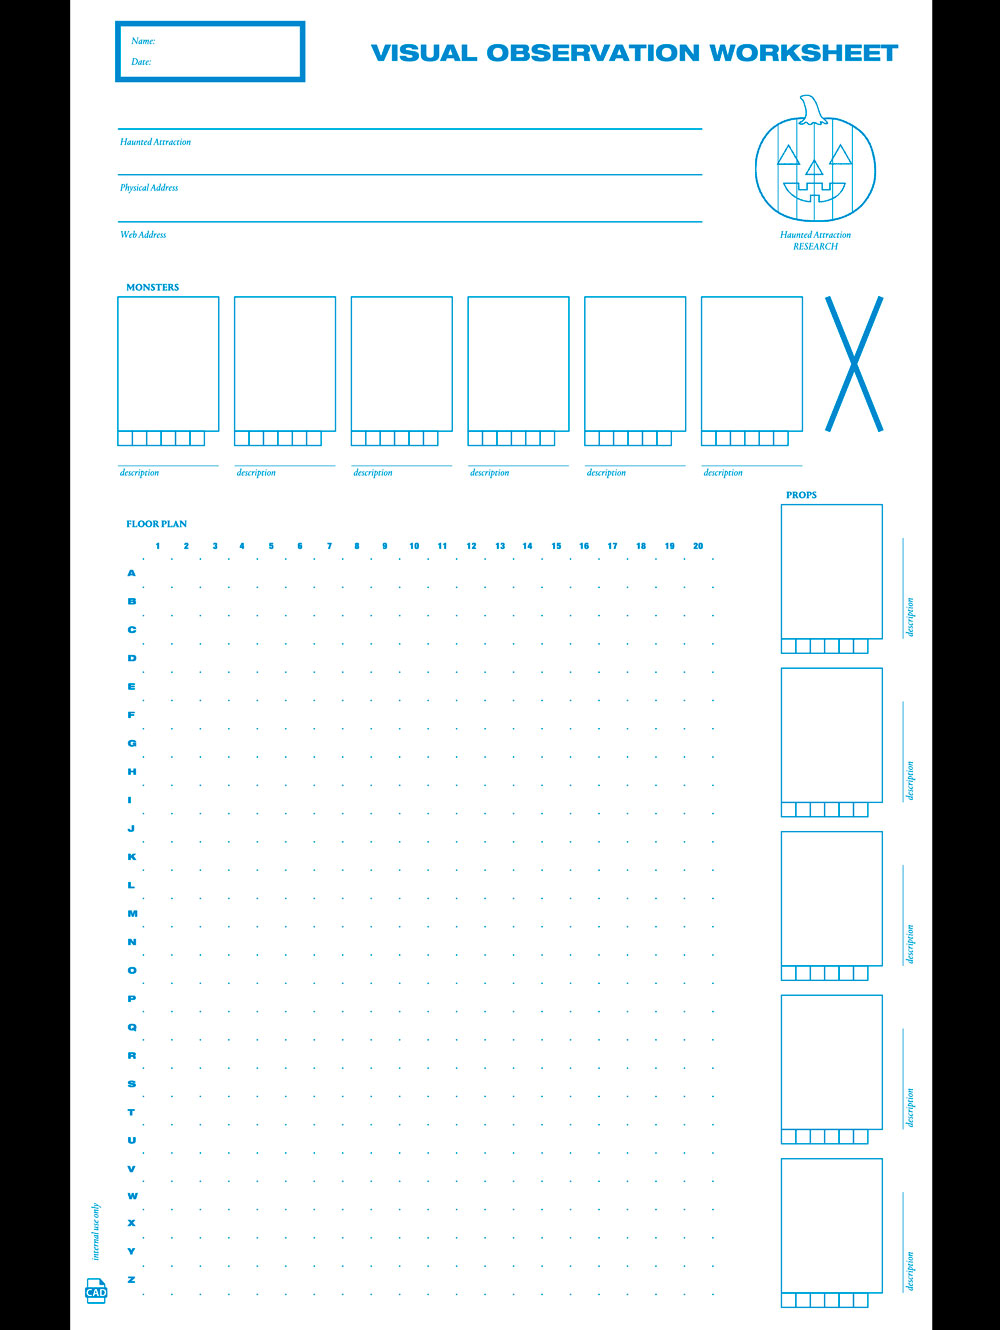 Name:
Date:
VISUAL OBSERVATION WORKSHEET
Haunted Attraction
Physical Address
Web Address
Haunted Attraction
RESEARCH
MONSTERS
description description description description description description
PROPS
description
description
description
description
description
FLOOR PLAN
1 2 3 4 5 6 7 8 9 10 11 12 13 14 15 16 17 18 19 20
A
B
C
D
E
F
G
H
I
J
K
L
M
N
O
P
Q
R
S
T
U
V
W
X
Y
Z
internal use only
CAD